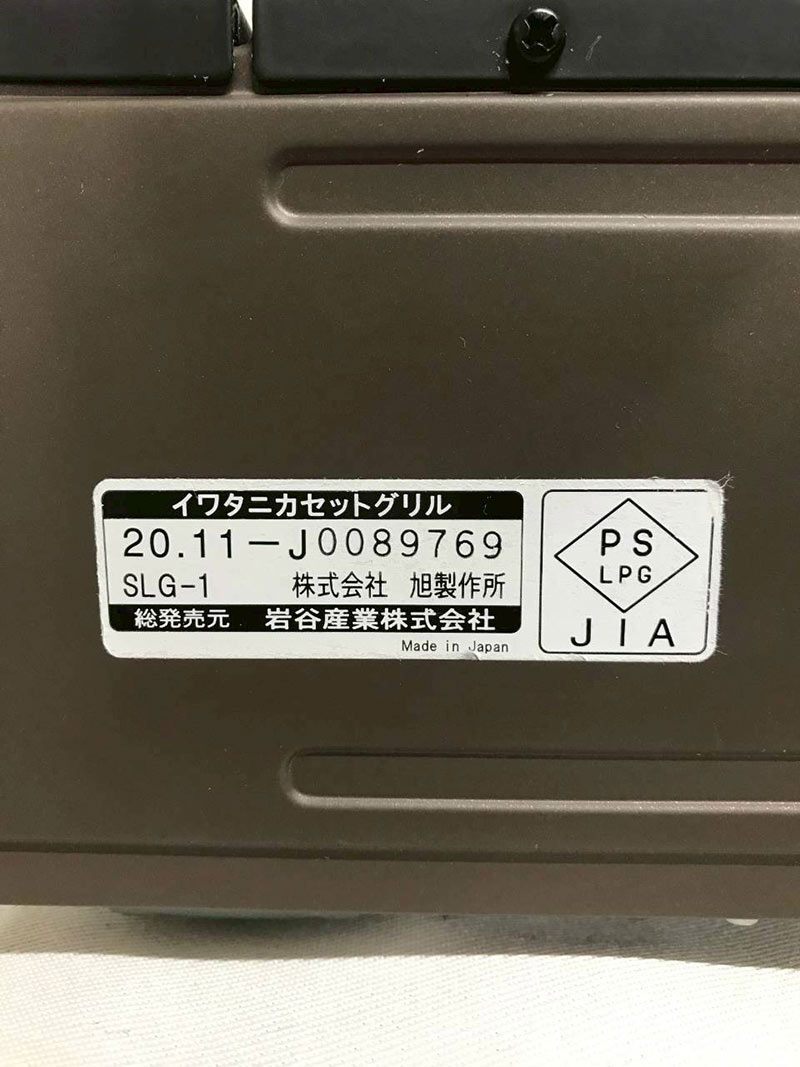 イワタニカセットグリル
20.11-J0089769
SLG-1 株式会社 旭製作所
総発売元 岩谷産業株式会社
Made in Japan
PS
LPG
JIA